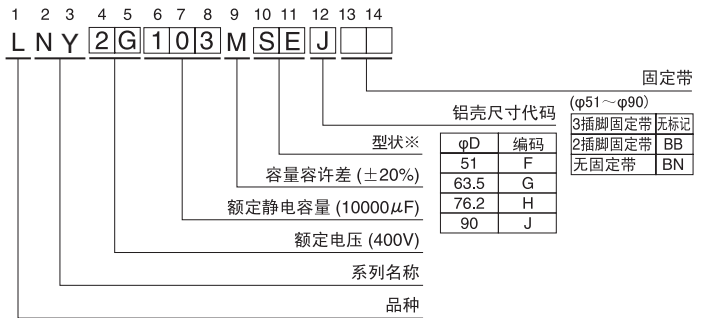 1 2 3 4 5 6 7 8 9 10 11 12 13 14
L N Y 2 G 1 0 3 M S E J
固定带
(φ51～φ90)
3插脚固定带 无标记
2插脚固定带 BB
无固定带 BN
铝壳尺寸代码
φD 编码
51 F
63.5 G
76.2 H
90 J
型状※
容量容许差 (±20%)
额定静电容量 (10000μF)
额定电压 (400V)
系列名称
品种